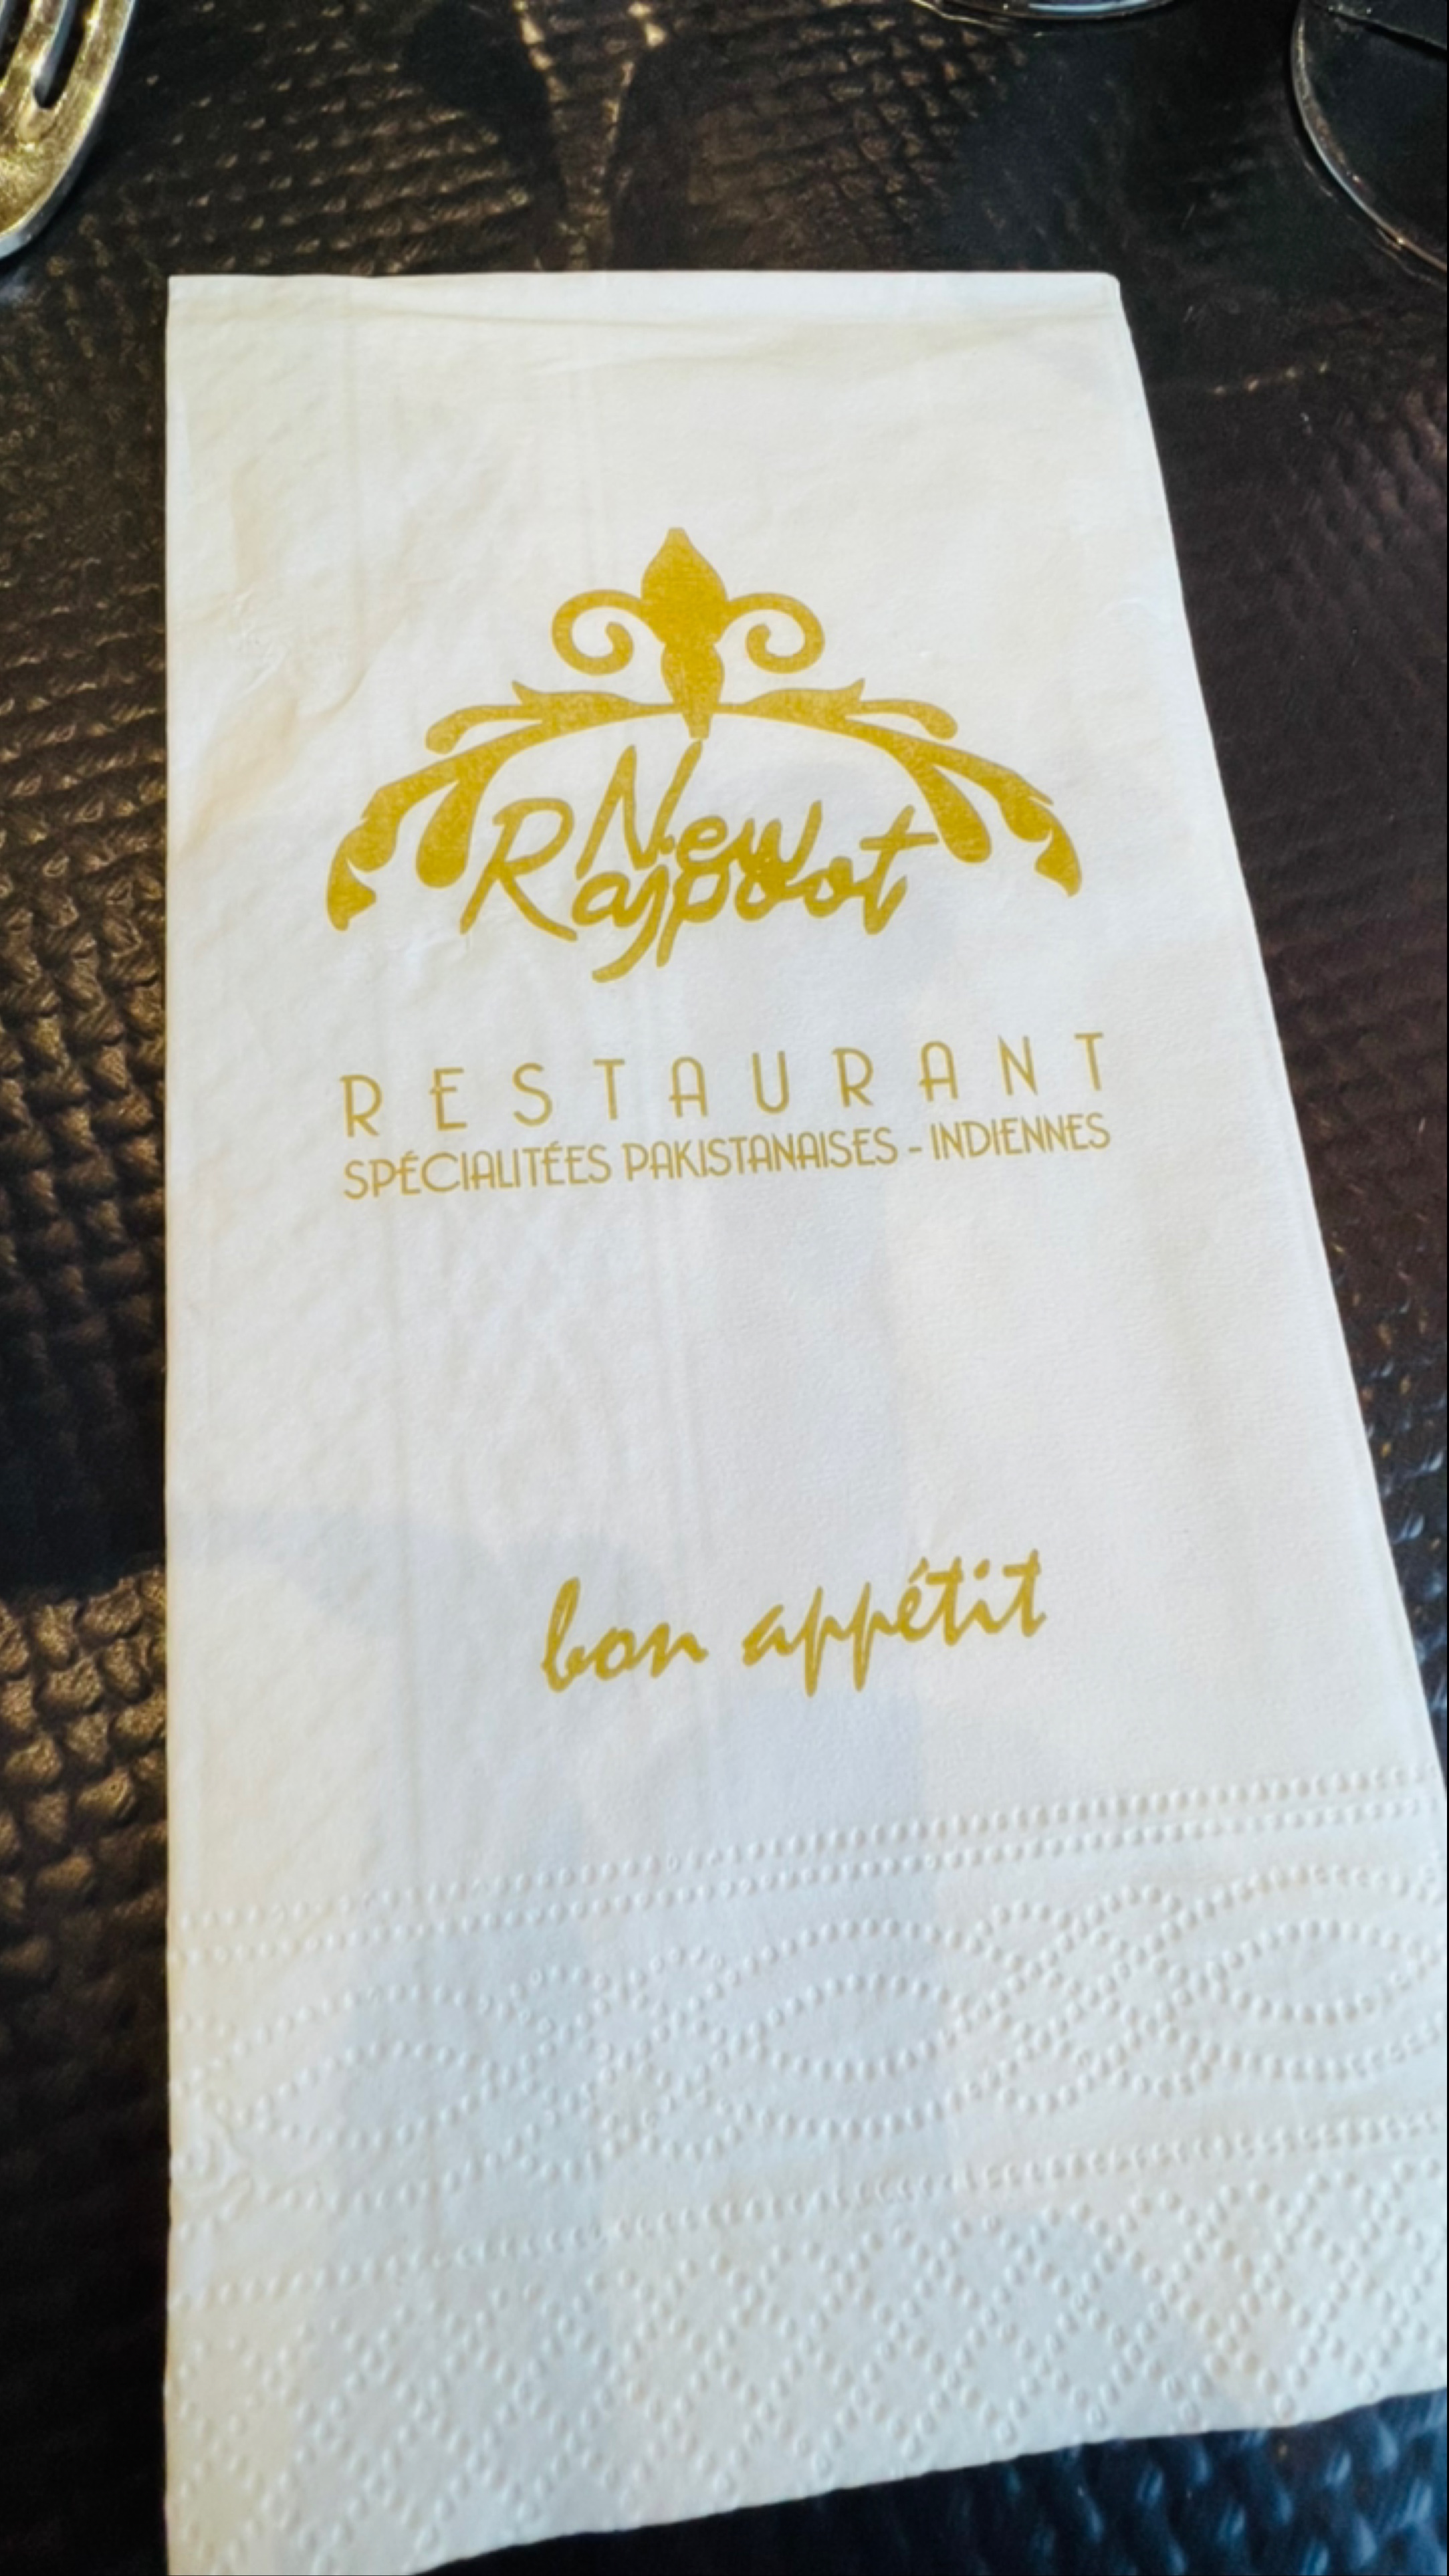 New
Rajpoot
RESTAURANT
SPÉCIALITÉES PAKISTANAISES - INDIENNES
bon appétit